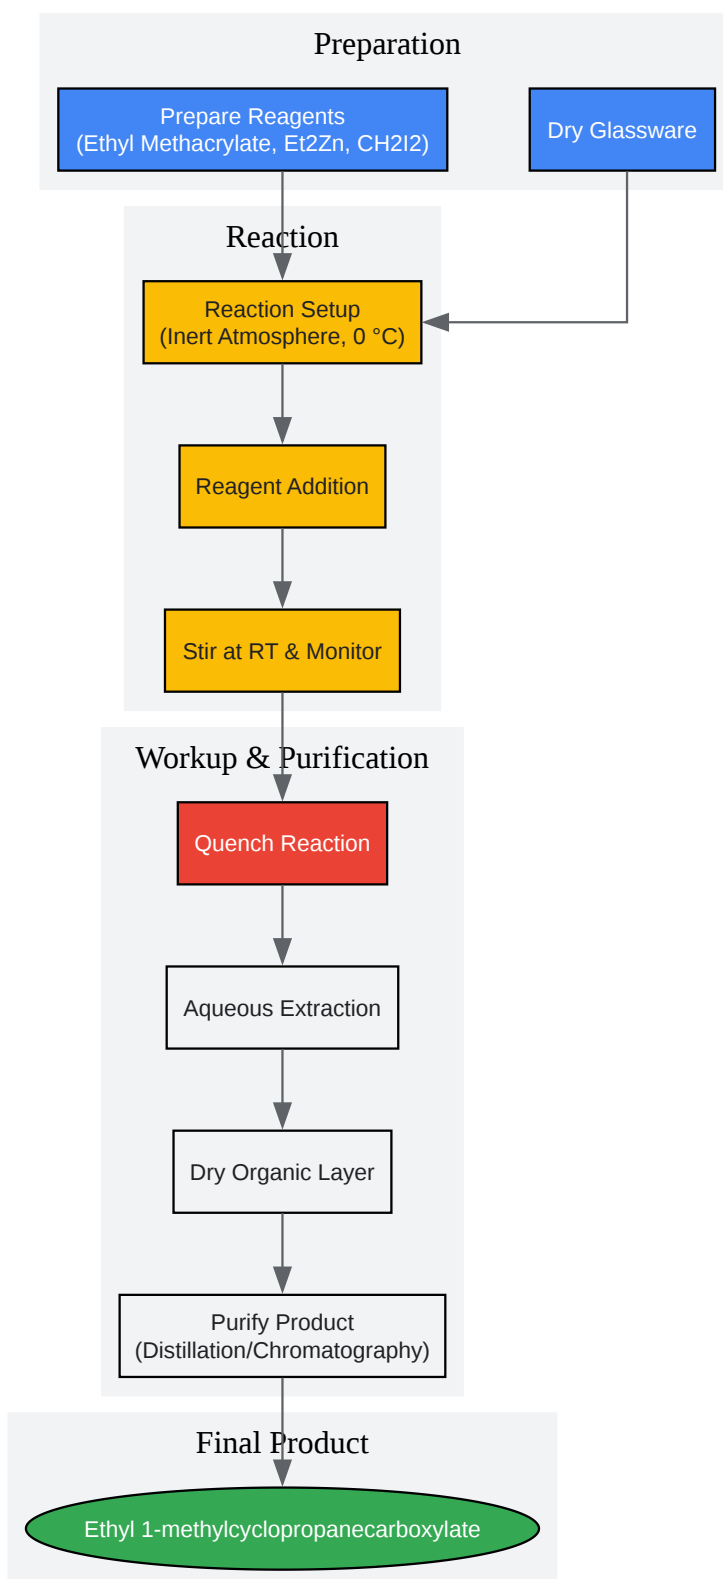 Preparation
Prepare Reagents
(Ethyl Methacrylate, Et2Zn, CH2I2)
Dry Glassware
Reaction
Reaction Setup
(Inert Atmosphere, 0 °C)
Reagent Addition
Stir at RT & Monitor
Workup & Purification
Quench Reaction
Aqueous Extraction
Dry Organic Layer
Purify Product
(Distillation/Chromatography)
Final Product
Ethyl 1-methylcyclopropanecarboxylate